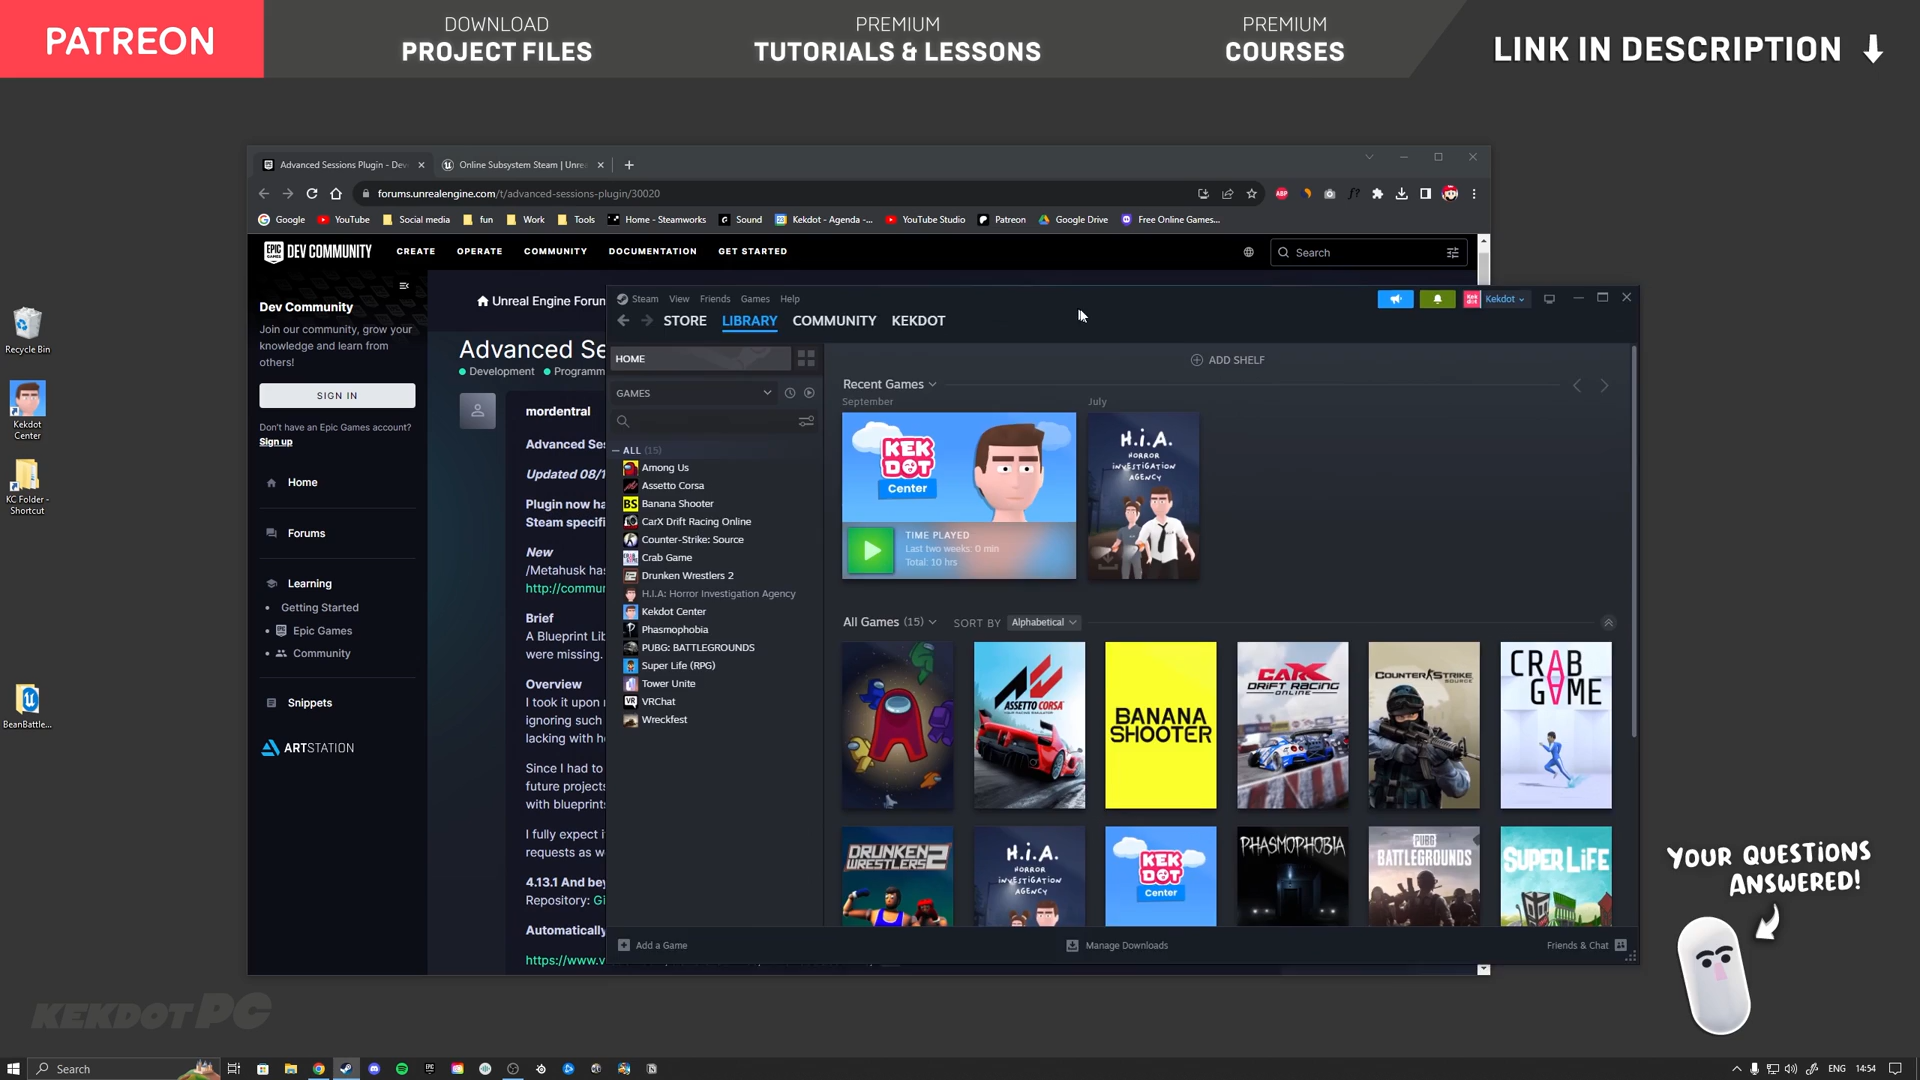 PATREON
DOWNLOAD
PROJECT FILES
PREMIUM
TUTORIALS & LESSONS
PREMIUM
COURSES
LINK IN DESCRIPTION
Advanced Sessions Plugin - Dev
Online Subsystem Steam | Unre
forums.unrealengine.com/t/advanced-sessions-plugin/30020
Google
YouTube
Social media
fun
Work
Tools
Home - Steamworks
Sound
Kekdot - Agenda -...
YouTube Studio
Patreon
Google Drive
Free Online Games...
EPIC GAMES
DEV COMMUNITY
CREATE
OPERATE
COMMUNITY
DOCUMENTATION
GET STARTED
Search
Dev Community
Join our community, grow your
knowledge and learn from
others!
SIGN IN
Don't have an Epic Games account?
Sign up
Home
Forums
Learning
Getting Started
Epic Games
Community
Snippets
ARTSTATION
Unreal Engine Forun
Advanced Se
Development
Programm
mordentral
Advanced Se
Updated 08/1
Plugin now ha
Steam specifi
New
/Metahusk has
http://commur
Brief
A Blueprint Lib
were missing.
Overview
I took it upon r
ignoring such
lacking with h
Since I had to
future projects
with blueprints
I fully expect i
requests as w
4.13.1 And bey
Repository: Gi
Automatically
https://www.v
Steam
View
Friends
Games
Help
Kekdot
STORE
LIBRARY
COMMUNITY
KEKDOT
HOME
GAMES
ALL (15)
Among Us
Assetto Corsa
BS
Banana Shooter
CarX Drift Racing Online
Counter-Strike: Source
Crab Game
Drunken Wrestlers 2
H.I.A: Horror Investigation Agency
Kekdot Center
Phasmophobia
PUBG: BATTLEGROUNDS
Super Life (RPG)
Tower Unite
VRChat
Wreckfest
ADD SHELF
Recent Games
September
July
KEK
DOT
Center
TIME PLAYED
Last two weeks: 0 min
Total: 10 hrs
H.i.A.
HORROR
INVESTIGATION
AGENCY
All Games (15)
SORT BY
Alphabetical
ASSETTO CORSA
BANANA
SHOOTER
CARX
DRIFT RACING
ONLINE
COUNTER-STRIKE
SOURCE
CRAB
GAME
DRUNKEN
WRESTLERS 2
H.i.A.
HORROR
INVESTIGATION
AGENCY
KEK
DOT
Center
PHASMOPHOBIA
PUBG
BATTLEGROUNDS
SUPER LIFE
Add a Game
Manage Downloads
Friends & Chat
Recycle Bin
Kekdot
Center
KC Folder -
Shortcut
BeanBattle...
YOUR QUESTIONS
ANSWERED!
KEKDOT PC
Search
ENG
14:54